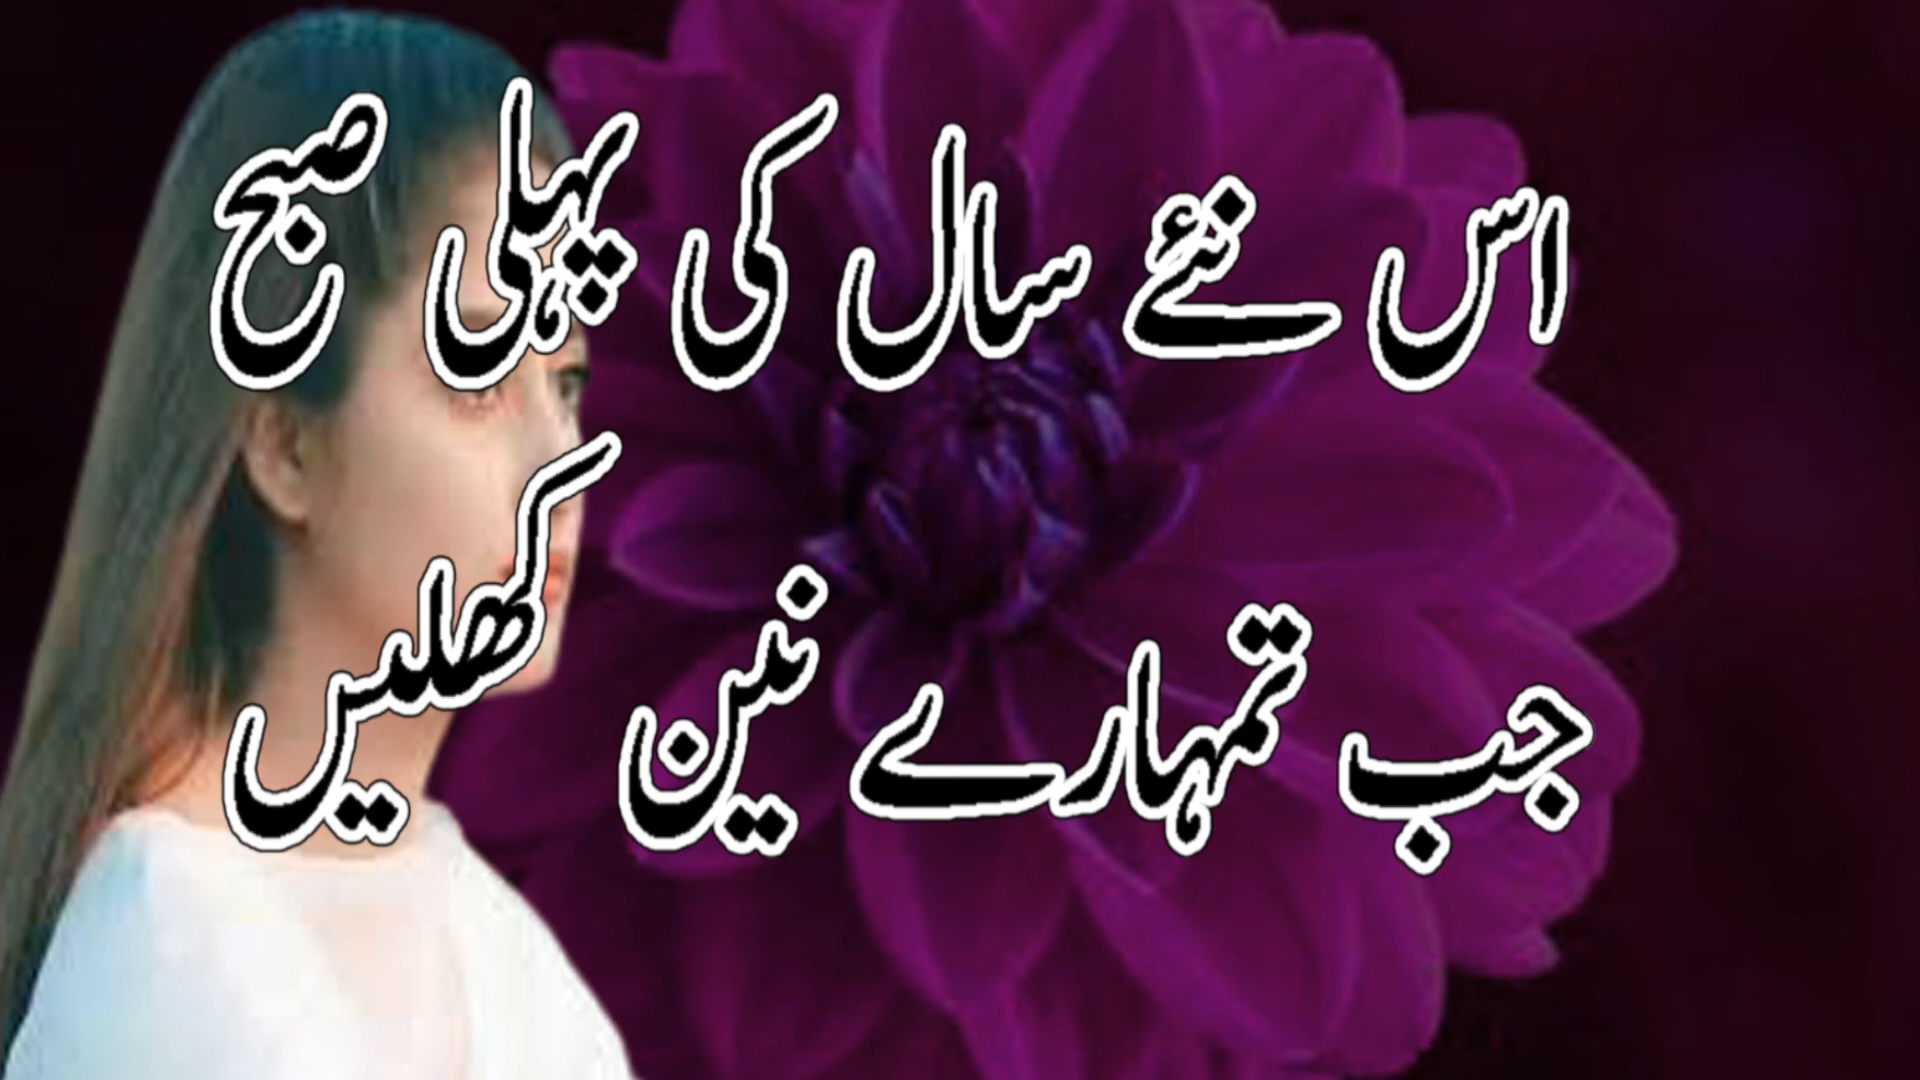 اس نئے سال کی پہلی صبح
جب تمہارے نین کھلیں